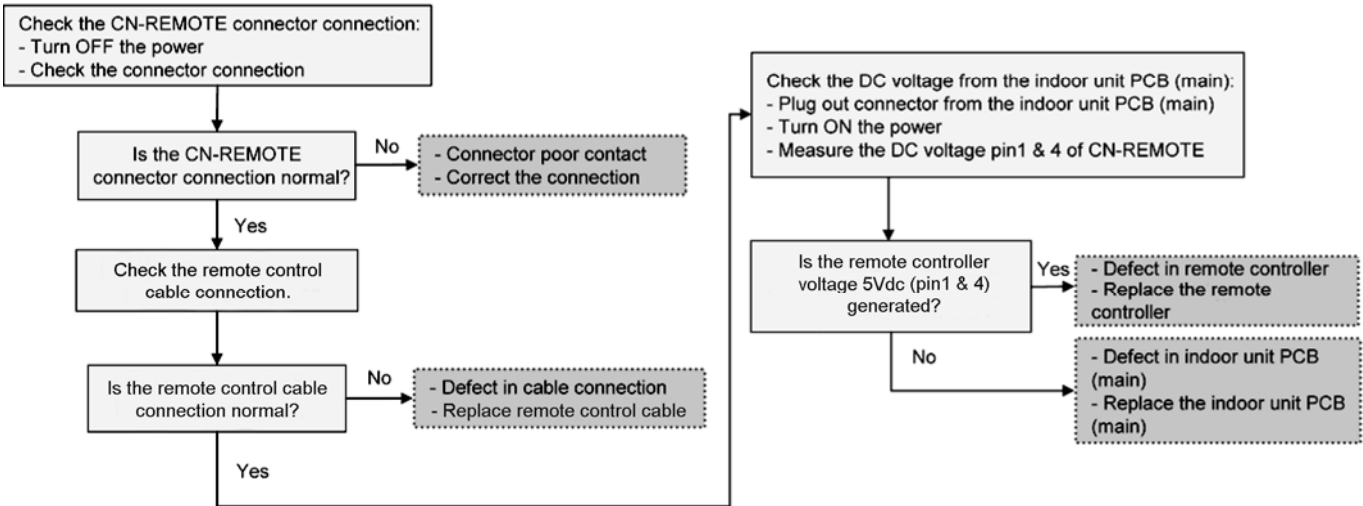 Check the CN-REMOTE connector connection:
- Turn OFF the power
- Check the connector connection
Is the CN-REMOTE
connector connection normal?
No
- Connector poor contact
- Correct the connection
Yes
Check the remote control
cable connection.
Is the remote control cable
connection normal?
No
- Defect in cable connection
- Replace remote control cable
Yes
Check the DC voltage from the indoor unit PCB (main):
- Plug out connector from the indoor unit PCB (main)
- Turn ON the power
- Measure the DC voltage pin1 & 4 of CN-REMOTE
Is the remote controller
voltage 5Vdc (pin1 & 4)
generated?
Yes
- Defect in remote controller
- Replace the remote
controller
No
- Defect in indoor unit PCB
(main)
- Replace the indoor unit PCB
(main)